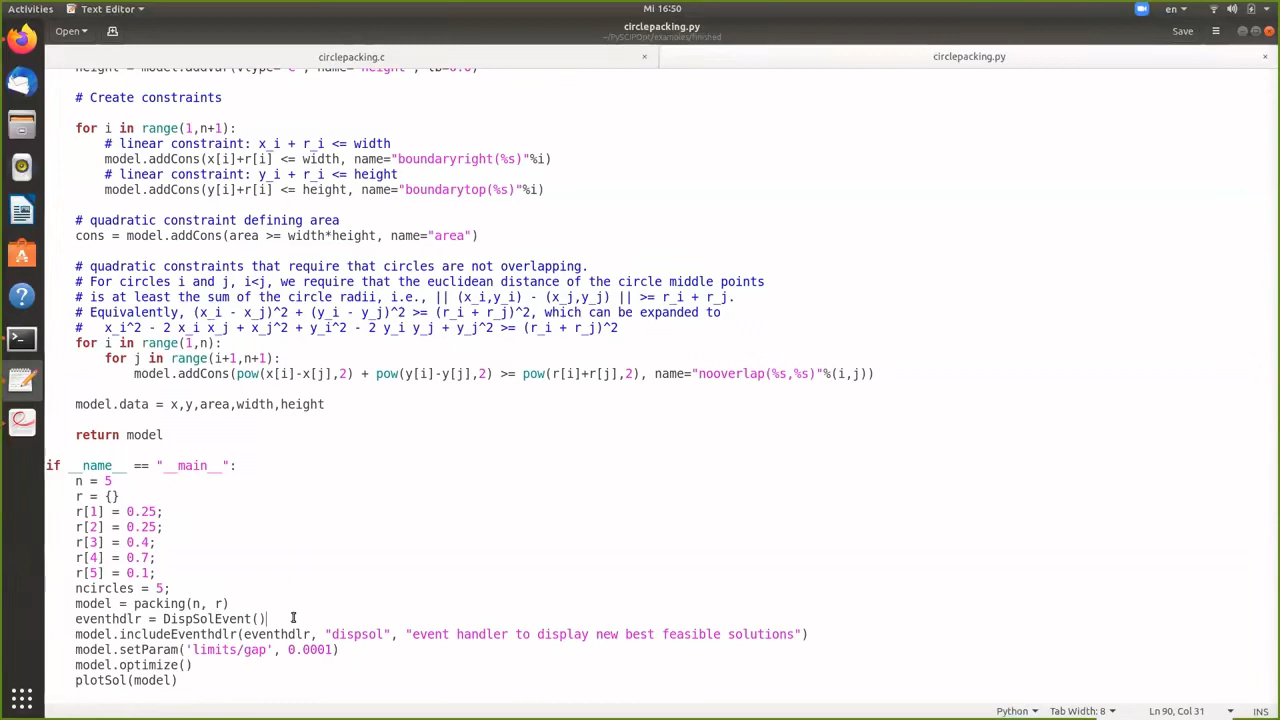 Activities Text Editor Mi 16:50 en
Open circlepacking.py Save
~/PySCIPOpt/examples/finished
circlepacking.c × circlepacking.py ×
height = model.addVar(vtype="C", name="height", lb=0.0)
# Create constraints
for i in range(1,n+1):
# linear constraint: x_i + r_i <= width
model.addCons(x[i]+r[i] <= width, name="boundaryright(%s)"%i)
# linear constraint: y_i + r_i <= height
model.addCons(y[i]+r[i] <= height, name="boundarytop(%s)"%i)
# quadratic constraint defining area
cons = model.addCons(area >= width*height, name="area")
# quadratic constraints that require that circles are not overlapping.
# For circles i and j, i<j, we require that the euclidean distance of the circle middle points
# is at least the sum of the circle radii, i.e., || (x_i,y_i) - (x_j,y_j) || >= r_i + r_j.
# Equivalently, (x_i - x_j)^2 + (y_i - y_j)^2 >= (r_i + r_j)^2, which can be expanded to
#   x_i^2 - 2 x_i x_j + x_j^2 + y_i^2 - 2 y_i y_j + y_j^2 >= (r_i + r_j)^2
for i in range(1,n):
for j in range(i+1,n+1):
model.addCons(pow(x[i]-x[j],2) + pow(y[i]-y[j],2) >= pow(r[i]+r[j],2), name="nooverlap(%s,%s)"%(i,j))
model.data = x,y,area,width,height
return model
if __name__ == "__main__":
n = 5
r = {}
r[1] = 0.25;
r[2] = 0.25;
r[3] = 0.4;
r[4] = 0.7;
r[5] = 0.1;
ncircles = 5;
model = packing(n, r)
eventhdlr = DispSolEvent()
model.includeEventhdlr(eventhdlr, "dispsol", "event handler to display new best feasible solutions")
model.setParam('limits/gap', 0.0001)
model.optimize()
plotSol(model)
Python Tab Width: 8 Ln 90, Col 31 INS